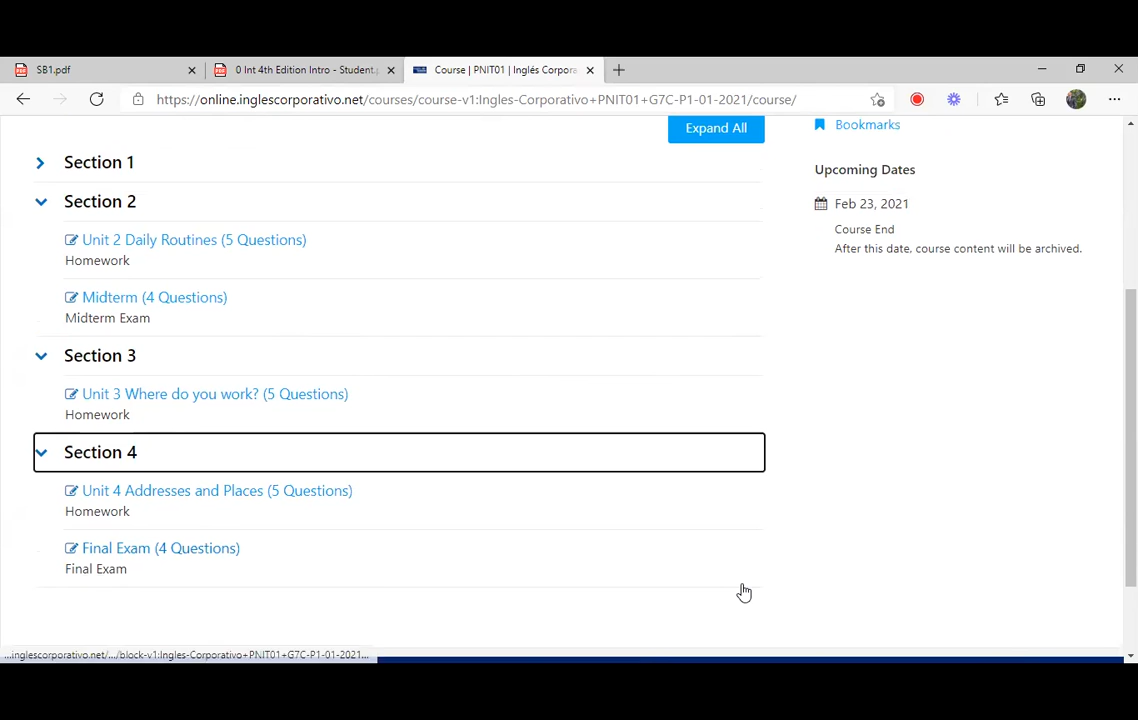 SB1.pdf
0 Int 4th Edition Intro - Student.
Course | PNIT01 | Inglés Corpora
https://online.inglescorporativo.net/courses/course-v1:Ingles-Corporativo+PNIT01+G7C-P1-01-2021/course/
Expand All
Bookmarks
Section 1
Upcoming Dates
Section 2
Feb 23, 2021
Course End
Unit 2 Daily Routines (5 Questions)
After this date, course content will be archived.
Homework
Midterm (4 Questions)
Midterm Exam
Section 3
Unit 3 Where do you work? (5 Questions)
Homework
Section 4
Unit 4 Addresses and Places (5 Questions)
Homework
Final Exam (4 Questions)
Final Exam
...inglescorporativo.net/.../block-v1:Ingles-Corporativo+PNIT01+G7C-P1-01-2021...